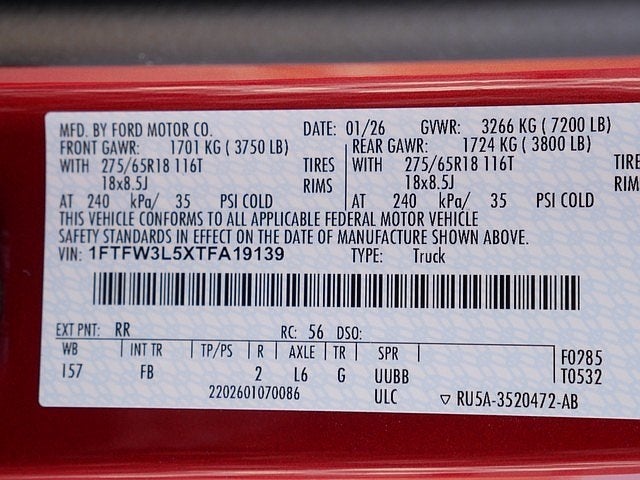 MFD. BY FORD MOTOR CO. DATE: 01/26 GVWR: 3266 KG ( 7200 LB)
FRONT GAWR: 1701 KG ( 3750 LB) REAR GAWR: 1724 KG ( 3800 LB)
WITH 275/65R18 116T TIRES WITH 275/65R18 116T TIRE
18x8.5J RIMS 18x8.5J RIMS
AT 240 kPa/ 35 PSI COLD AT 240 kPa/ 35 PSI COLD
THIS VEHICLE CONFORMS TO ALL APPLICABLE FEDERAL MOTOR VEHICLE
SAFETY STANDARDS IN EFFECT ON THE DATE OF MANUFACTURE SHOWN ABOVE.
VIN: 1FTFW3L5XTFA19139 TYPE: Truck
EXT PNT: RR RC: 56 DSO:
WB INT TR TP/PS R AXLE TR SPR F0285
157 FB 2 L6 G UUBB T0532
2202601070086 ULC ▽ RU5A-3520472-AB